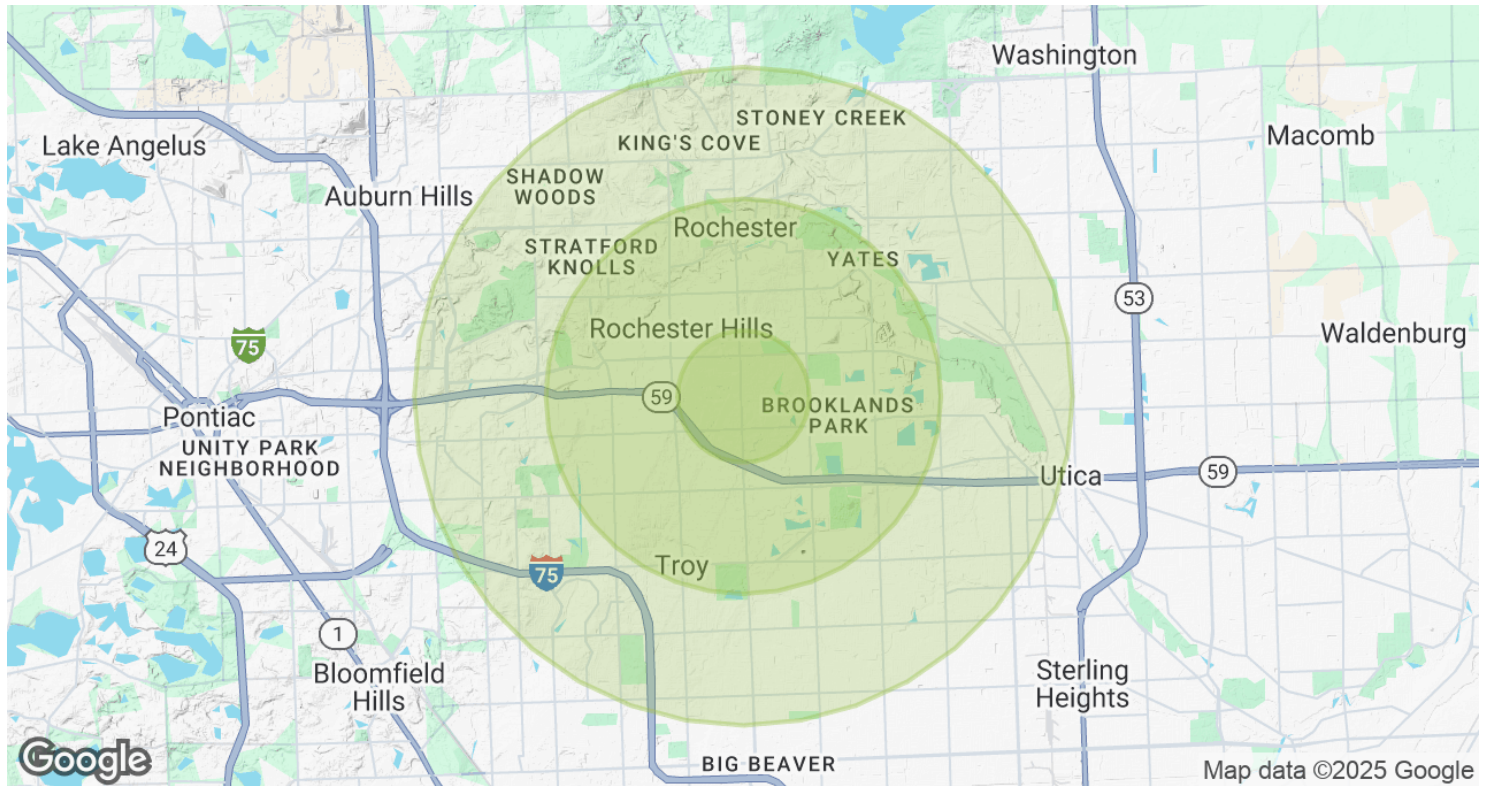 Washington
STONEY CREEK
Macomb
KING'S COVE
Lake Angelus
SHADOW
WOODS
Auburn Hills
Rochester
STRATFORD
KNOLLS
YATES
53
Rochester Hills
Waldenburg
75
59
BROOKLANDS
PARK
Pontiac
UNITY PARK
NEIGHBORHOOD
Utica
59
24
Troy
75
1
Bloomfield
Hills
Sterling
Heights
BIG BEAVER
Google
Map data ©2025 Google